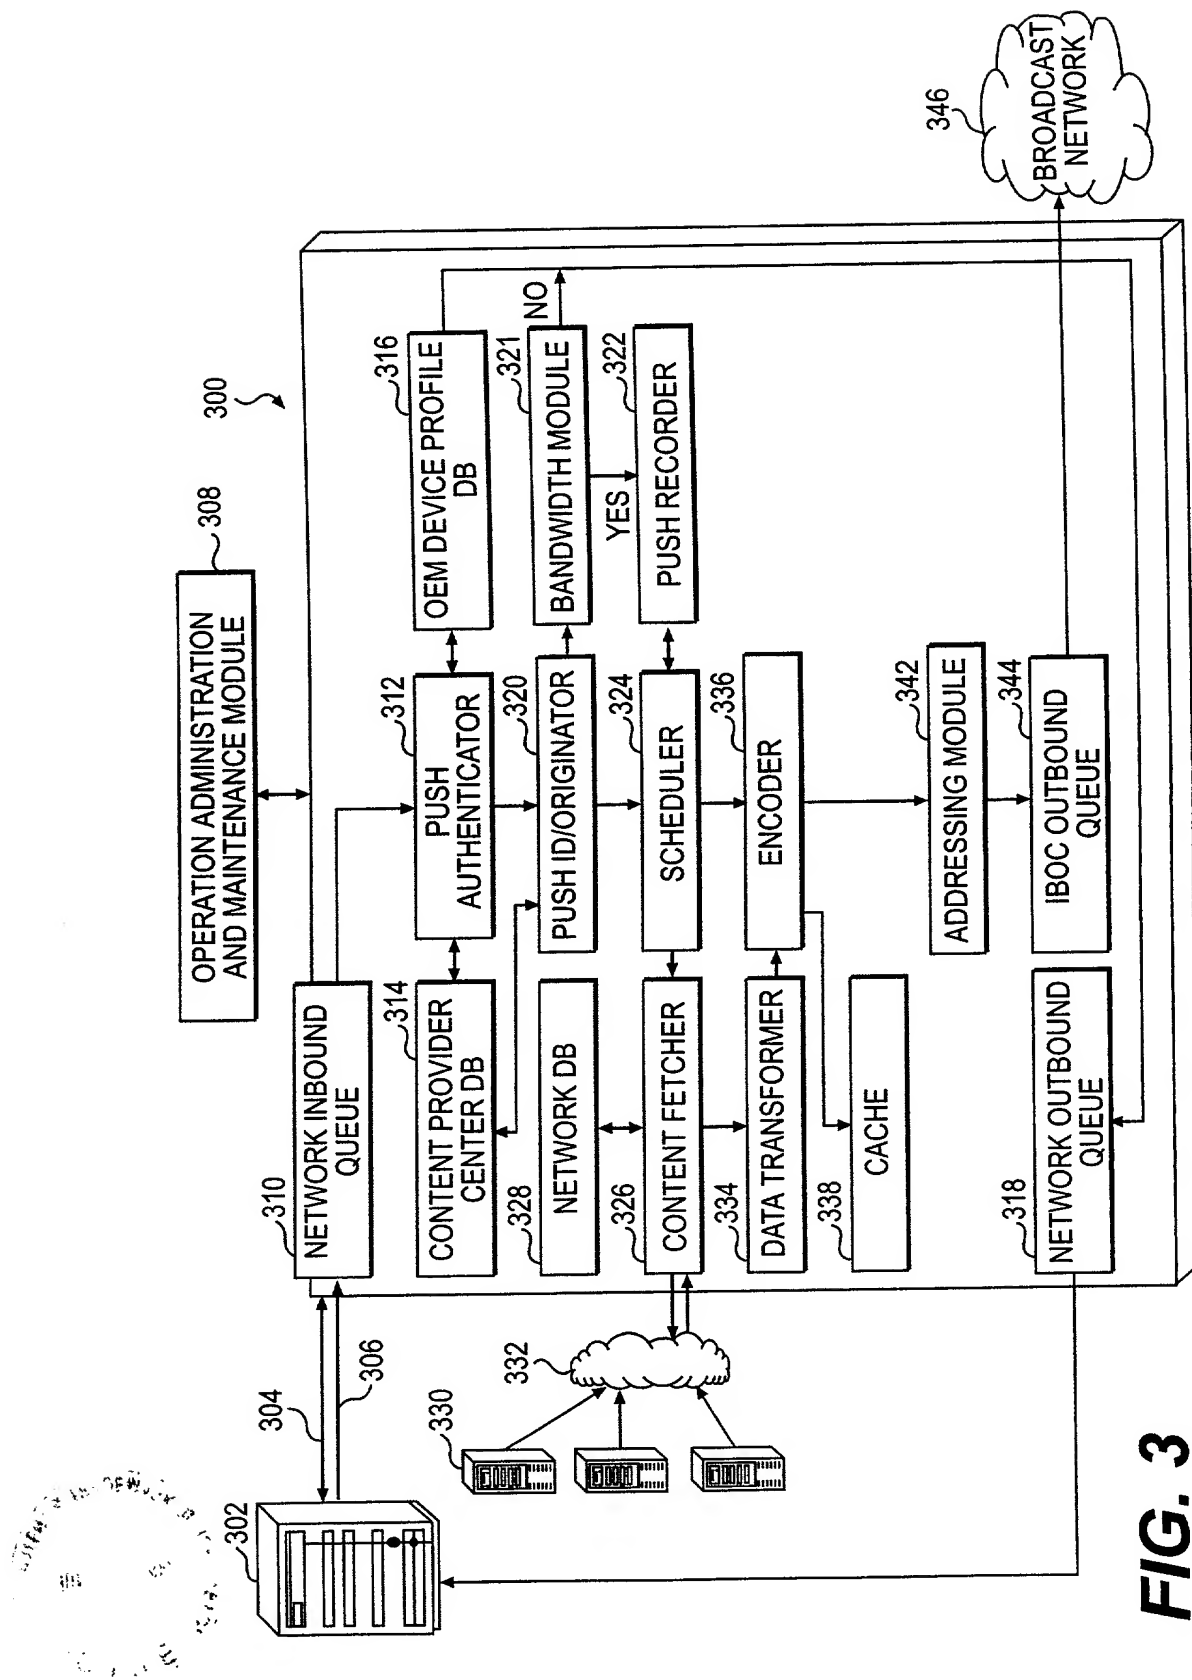 300
OPERATION ADMINISTRATION
AND MAINTENANCE MODULE
308
302
304
306
310
NETWORK INBOUND
QUEUE
314
CONTENT PROVIDER
CENTER DB
312
PUSH
AUTHENTICATOR
316
OEM DEVICE PROFILE
DB
328
NETWORK DB
320
PUSH ID/ORIGINATOR
321
BANDWIDTH MODULE
NO
YES
330
332
326
CONTENT FETCHER
324
SCHEDULER
322
PUSH RECORDER
334
DATA TRANSFORMER
336
ENCODER
338
CACHE
342
ADDRESSING MODULE
318
NETWORK OUTBOUND
QUEUE
344
IBOC OUTBOUND
QUEUE
346
BROADCAST
NETWORK
FIG. 3